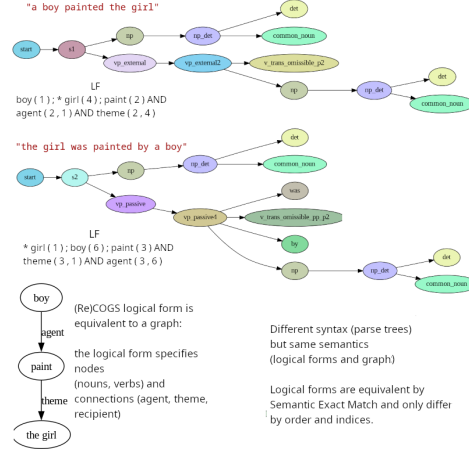 "a boy painted the girl"
det
np
np_det
common_noun
start
s1
vp_external
vp_external2
v_trans_omissible_p2
det
np
np_det
common_noun
LF
boy ( 1 ) ; * girl ( 4 ) ; paint ( 2 ) AND
agent ( 2 , 1 ) AND theme ( 2 , 4 )
"the girl was painted by a boy"
det
np
np_det
common_noun
start
s2
was
vp_passive
vp_passive4
v_trans_omissible_pp_p2
by
det
np
np_det
common_noun
LF
* girl ( 1 ) ; boy ( 6 ) ; paint ( 3 ) AND
theme ( 3 , 1 ) AND agent ( 3 , 6 )
boy
agent
paint
theme
the girl
(Re)COGS logical form is
equivalent to a graph:
the logical form specifies
nodes
(nouns, verbs) and
connections (agent, theme,
recipient)
Different syntax (parse trees)
but same semantics
(logical forms and graph)
Logical forms are equivalent by
Semantic Exact Match and only differ
by order and indices.